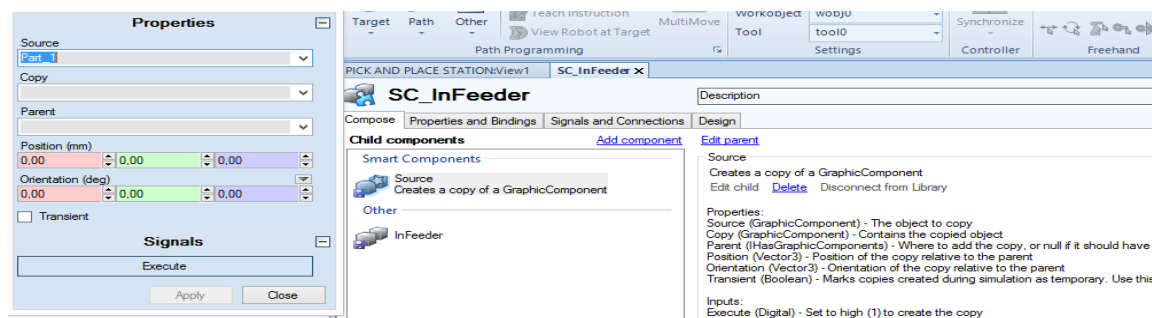 Properties
Source
Part_1
Copy
Parent
Position (mm)
0,00 0,00 0,00
Orientation (deg)
0,00 0,00 0,00
Transient
Signals
Execute
Apply Close
Target Path Other
Teach Instruction
View Robot at Target
MultiMove
Path Programming
Workobject wobj0
Tool tool0
Settings
Synchronize
Controller
Freehand
PICK AND PLACE STATION:View1 SC_InFeeder X
SC_InFeeder
Description
Compose Properties and Bindings Signals and Connections Design
Child components Add component Edit parent
Smart Components
Source
Creates a copy of a GraphicComponent
Other
InFeeder
Source
Creates a copy of a GraphicComponent
Edit child Delete Disconnect from Library
Properties:
Source (GraphicComponent) - The object to copy
Copy (GraphicComponent) - Contains the copied object
Parent (IHasGraphicComponents) - Where to add the copy, or null if it should have
Position (Vector3) - Position of the copy relative to the parent
Orientation (Vector3) - Orientation of the copy relative to the parent
Transient (Boolean) - Marks copies created during simulation as temporary. Use this
Inputs:
Execute (Digital) - Set to high (1) to create the copy